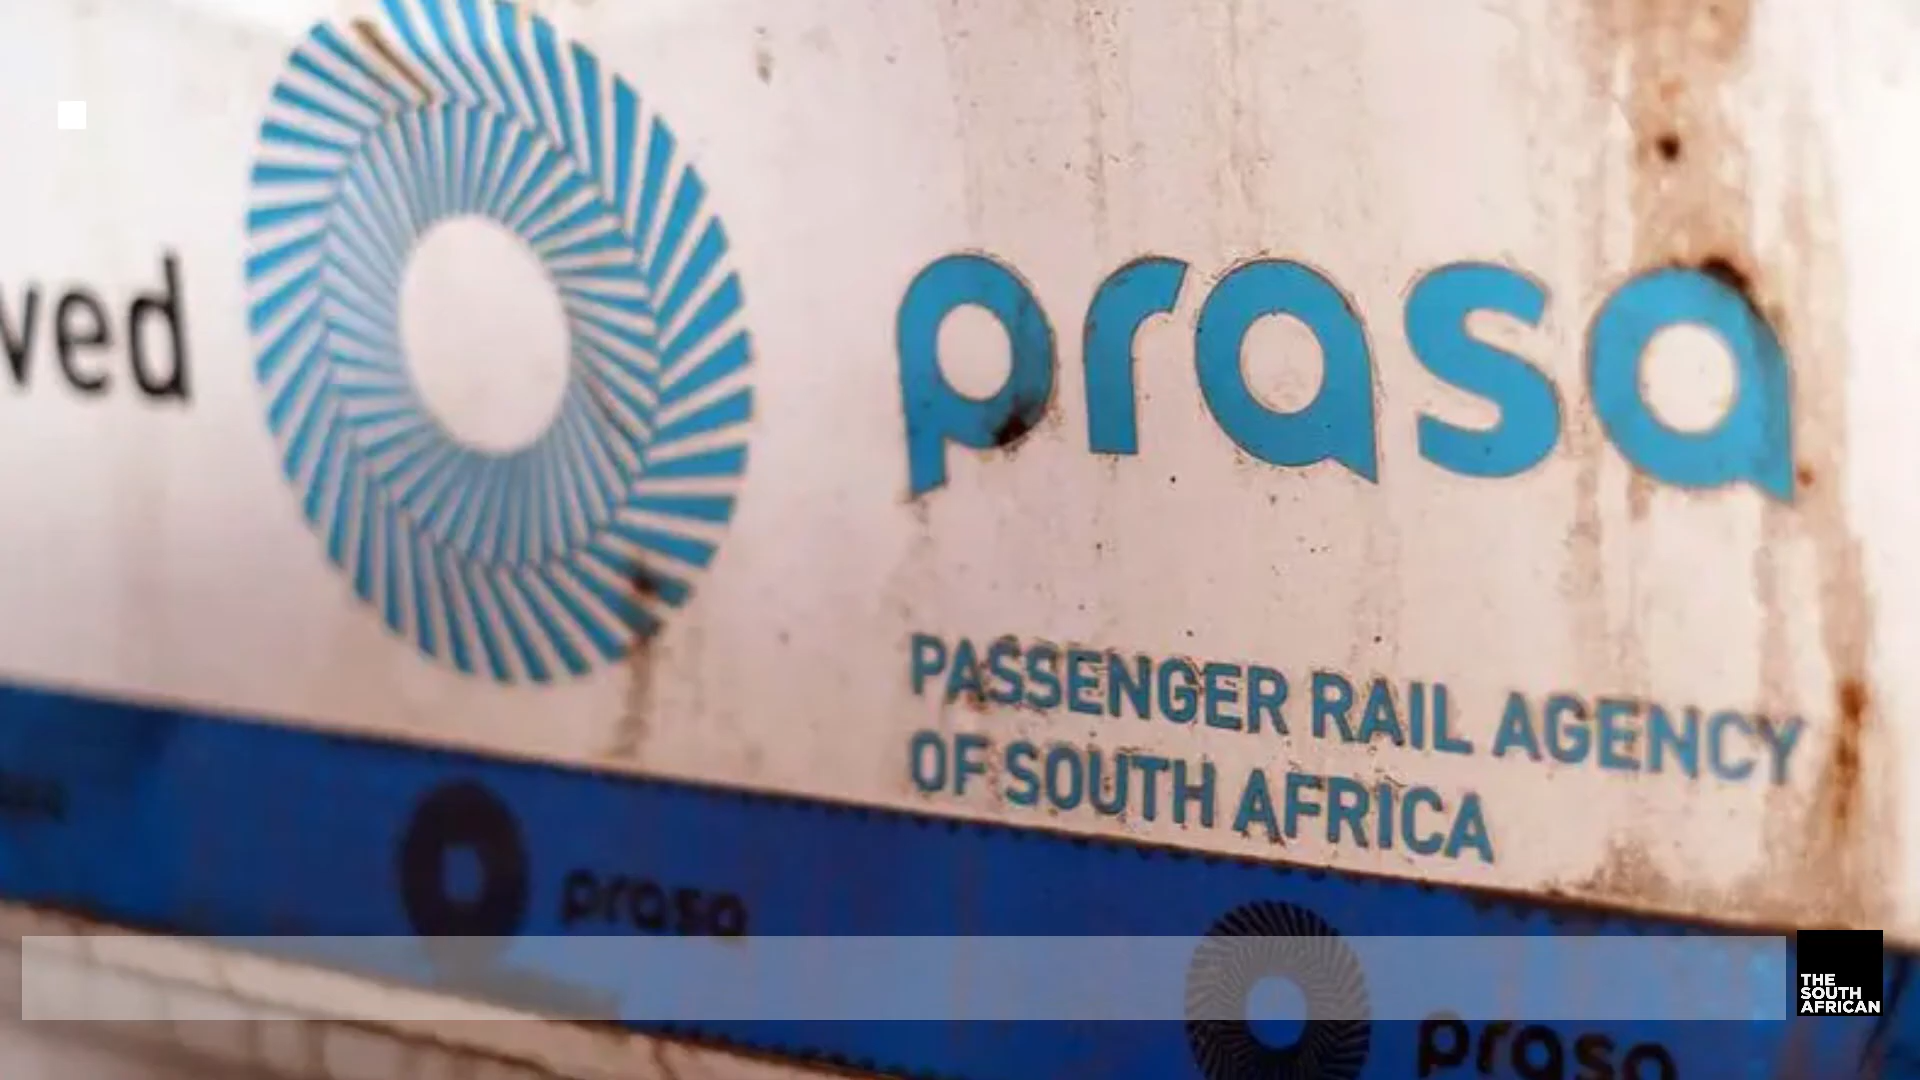 ved
prasa
PASSENGER RAIL AGENCY
OF SOUTH AFRICA
prasa
prasa
THE
SOUTH
AFRICAN